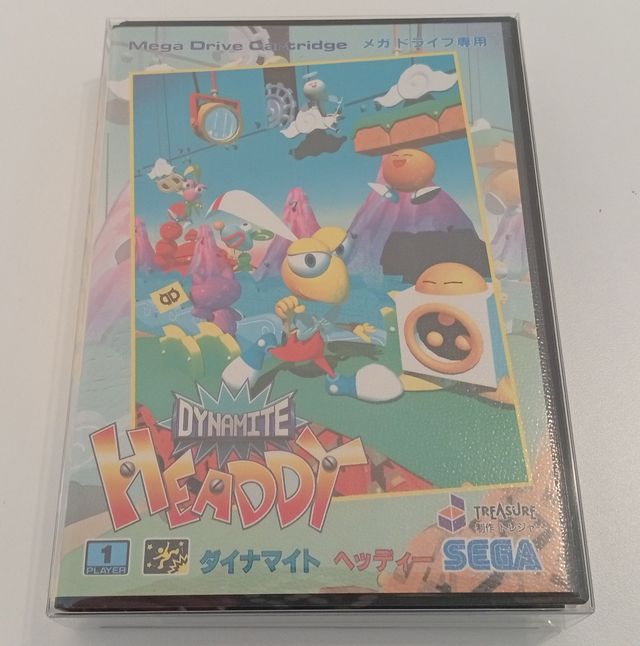 Mega Drive Cartridge メガドライブ専用
DYNAMITE
HEADDY
TREASURE
制作 トレジャー
1
PLAYER
ダイナマイト ヘッディー
SEGA